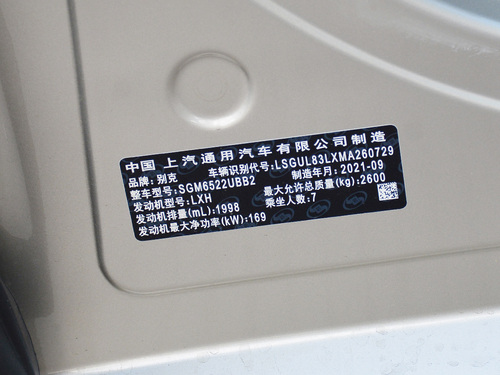 中国 上汽通用汽车有限公司制造
品牌: 别克 车辆识别代号: LSGUL83LXMA260729
整车型号: SGM6522UBB2 制造年月: 2021-09
发动机型号: LXH 最大允许总质量(kg): 2600
发动机排量(mL): 1998 乘坐人数: 7
发动机最大净功率(kW): 169